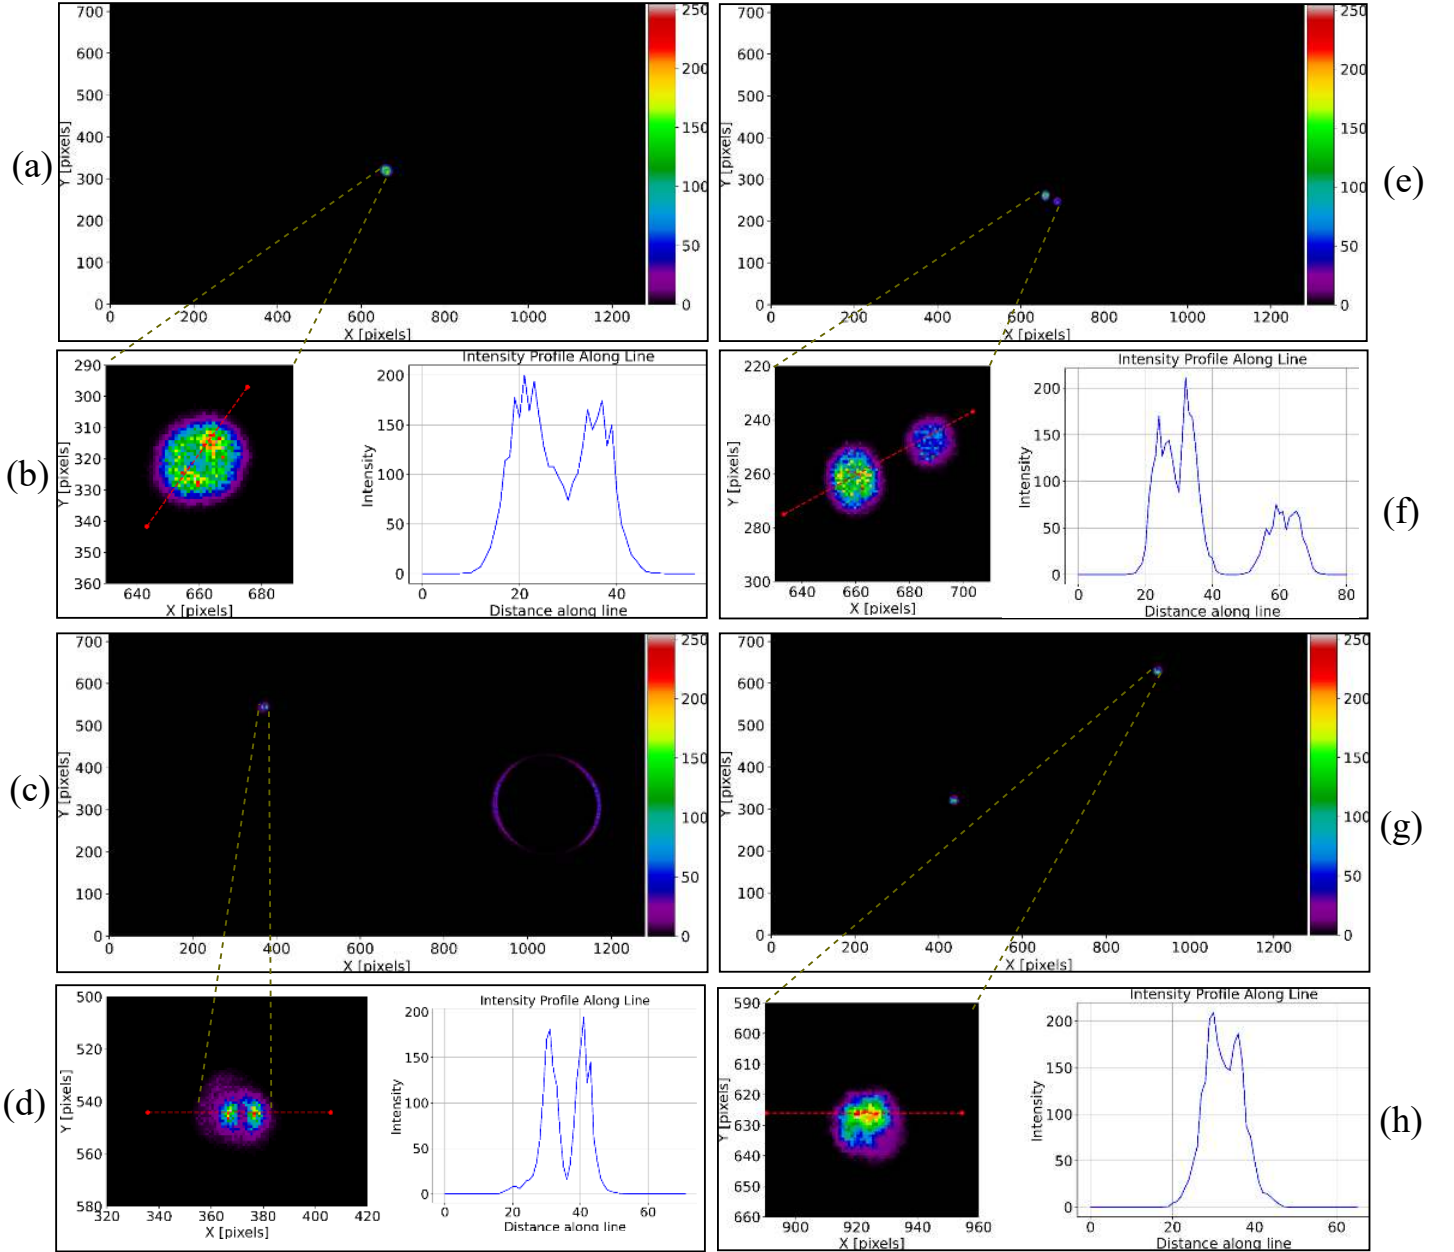 (a)
700
600
500
400
300
200
100
0
Y [pixels]
0 200 400 600 800 1000 1200
X [pixels]
250
200
150
100
50
0
(e)
700
600
500
400
300
200
100
0
Y [pixels]
0 200 400 600 800 1000 1200
X [pixels]
250
200
150
100
50
0
(b)
290
300
310
320
330
340
350
360
Y [pixels]
640 660 680
X [pixels]
Intensity Profile Along Line
200
150
100
50
0
Intensity
0 20 40
Distance along line
(f)
220
240
260
280
300
Y [pixels]
640 660 680 700
X [pixels]
Intensity Profile Along Line
200
150
100
50
0
Intensity
0 20 40 60 80
Distance along line
(c)
700
600
500
400
300
200
100
0
Y [pixels]
0 200 400 600 800 1000 1200
X [pixels]
250
200
150
100
50
0
(g)
700
600
500
400
300
200
100
0
Y [pixels]
0 200 400 600 800 1000 1200
X [pixels]
250
200
150
100
50
0
(d)
500
520
540
560
580
Y [pixels]
320 340 360 380 400 420
X [pixels]
Intensity Profile Along Line
200
150
100
50
0
Intensity
0 20 40 60
Distance along line
(h)
590
600
610
620
630
640
650
660
Y [pixels]
900 920 940 960
X [pixels]
Intensity Profile Along Line
200
150
100
50
0
Intensity
0 20 40 60
Distance along line